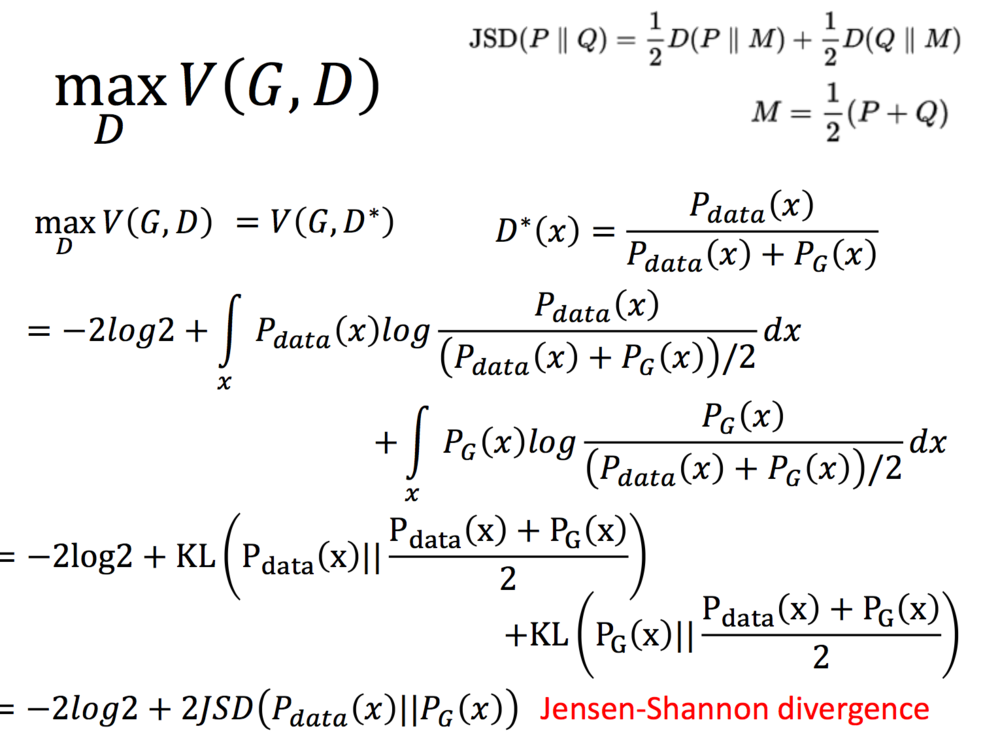 JSD(P ∥ Q) = 1/2 D(P ∥ M) + 1/2 D(Q ∥ M)
max_D V(G, D)
M = 1/2 (P + Q)
max_D V(G, D) = V(G, D*)
D*(x) = P_data(x) / (P_data(x) + P_G(x))
= −2log2 + ∫_x P_data(x)log P_data(x) / ((P_data(x) + P_G(x))/2) dx
+ ∫_x P_G(x)log P_G(x) / ((P_data(x) + P_G(x))/2) dx
= −2log2 + KL(P_data(x)||(P_data(x) + P_G(x))/2)
+KL(P_G(x)||(P_data(x) + P_G(x))/2)
= −2log2 + 2JSD(P_data(x)||P_G(x)) Jensen-Shannon divergence